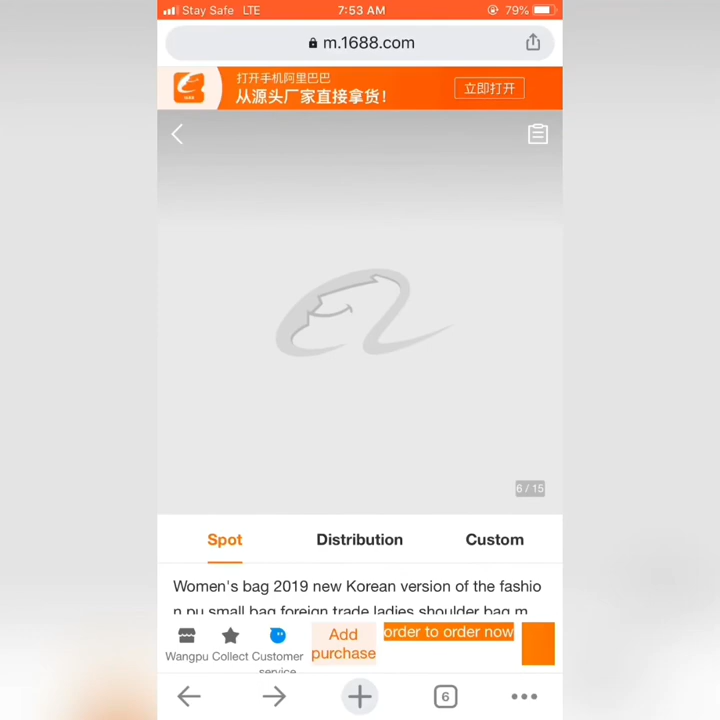 Stay Safe LTE 7:53 AM 79%
m.1688.com
打开手机阿里巴巴
从源头厂家直接拿货!
立即打开
6 / 15
Spot Distribution Custom
Women's bag 2019 new Korean version of the fashio
n pu small bag foreign trade ladies shoulder bag m
Add purchase
order to order now
Wangpu Collect Customer service
6